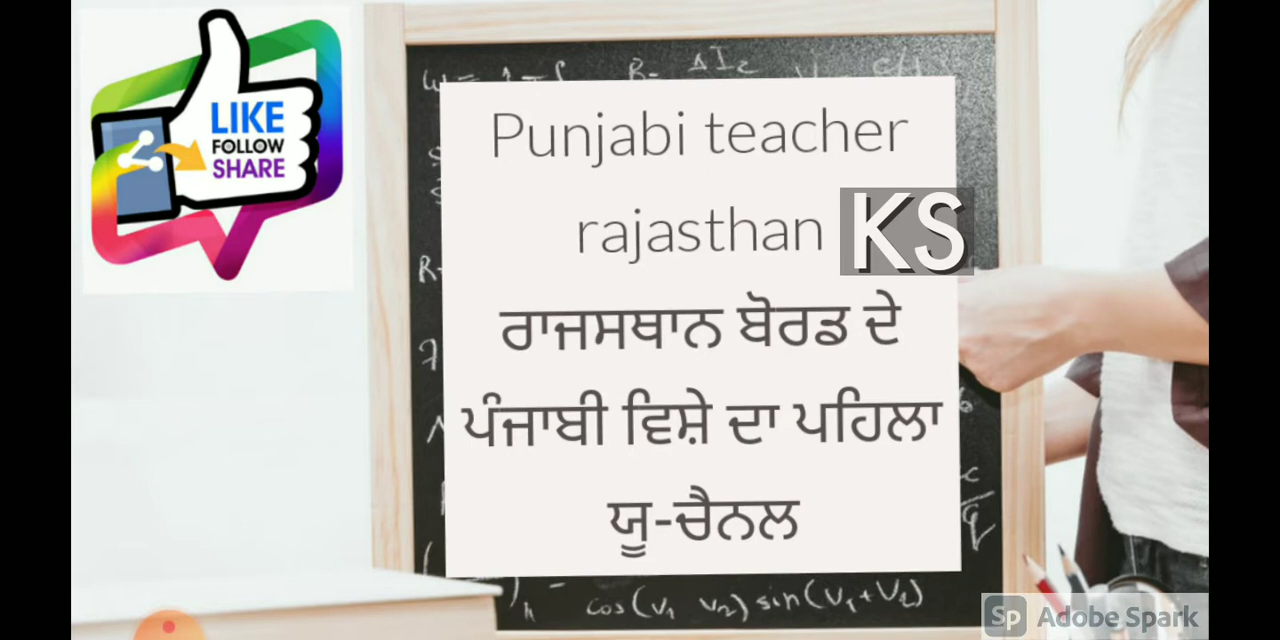 LIKE
FOLLOW
SHARE
Punjabi teacher
rajasthan KS
ਰਾਜਸਥਾਨ ਬੋਰਡ ਦੇ
ਪੰਜਾਬੀ ਵਿਸ਼ੇ ਦਾ ਪਹਿਲਾ
ਯੂ-ਚੈਨਲ
cos(V1 V2) sin(V1+V2)
Sp Adobe Spark